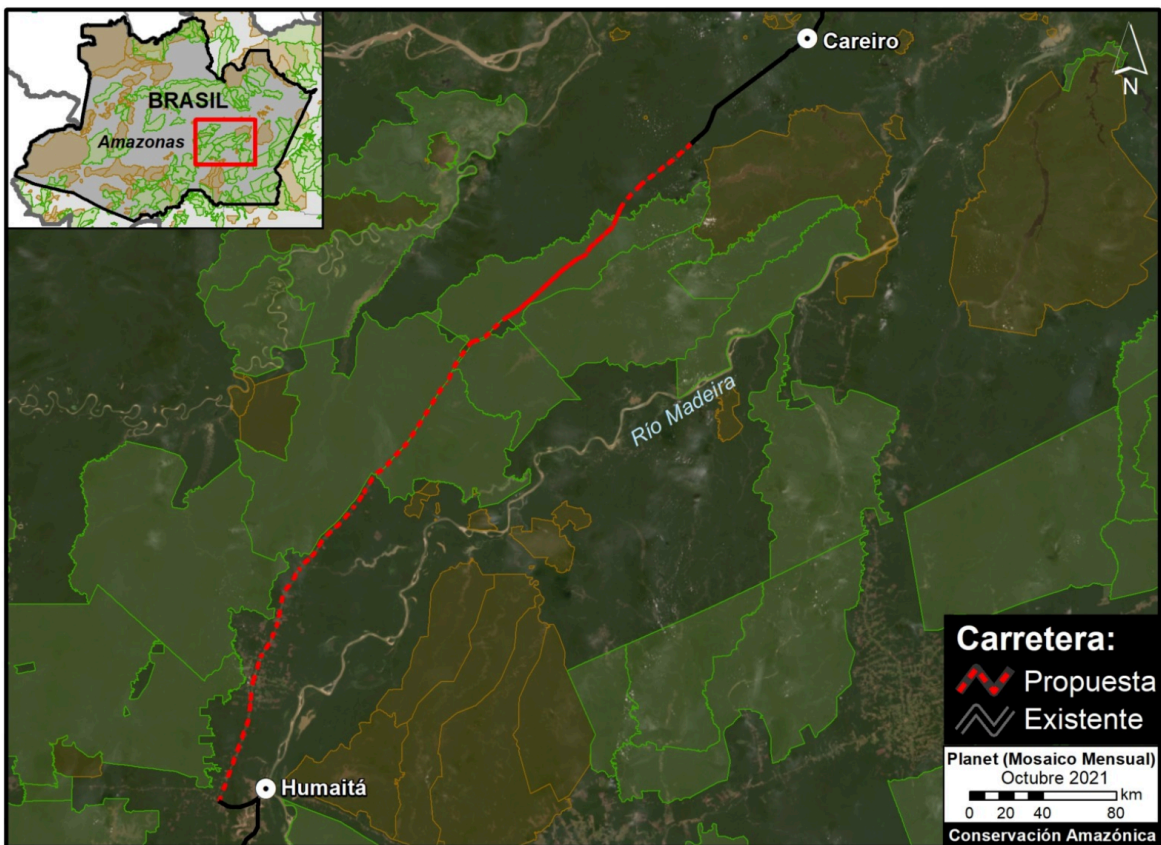 BRASIL
Amazonas
Careiro
N
Río Madeira
Humaitá
Carretera:
Propuesta
Existente
Planet (Mosaico Mensual)
Octubre 2021
km
0 20 40 80
Conservación Amazónica